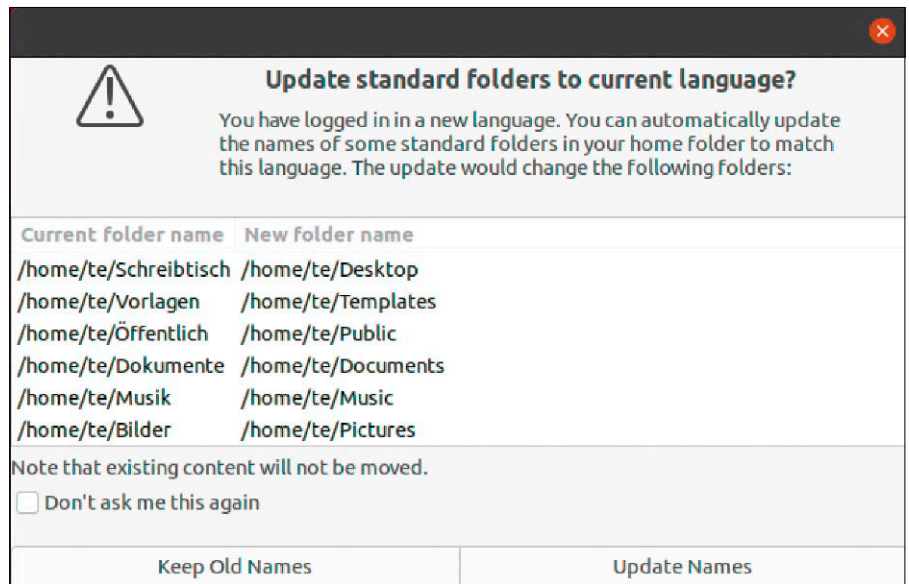 Update standard folders to current language?
You have logged in in a new language. You can automatically update
the names of some standard folders in your home folder to match
this language. The update would change the following folders:
Current folder name New folder name
/home/te/Schreibtisch /home/te/Desktop
/home/te/Vorlagen /home/te/Templates
/home/te/Öffentlich /home/te/Public
/home/te/Dokumente /home/te/Documents
/home/te/Musik /home/te/Music
/home/te/Bilder /home/te/Pictures
Note that existing content will not be moved.
Don't ask me this again
Keep Old Names Update Names